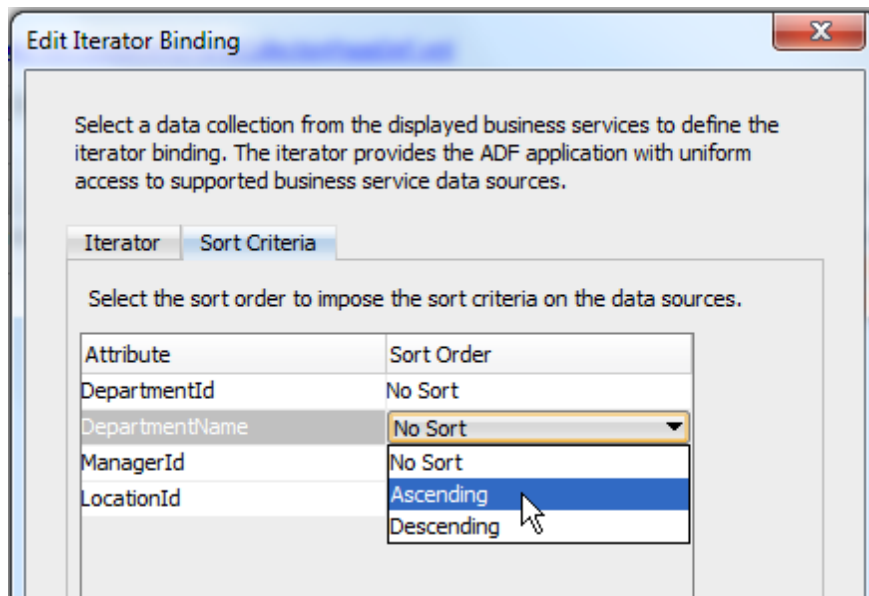 Edit Iterator Binding
Select a data collection from the displayed business services to define the
iterator binding. The iterator provides the ADF application with uniform
access to supported business service data sources.
Iterator Sort Criteria
Select the sort order to impose the sort criteria on the data sources.
Attribute Sort Order
DepartmentId No Sort
DepartmentName No Sort
ManagerId No Sort
LocationId Ascending
Descending